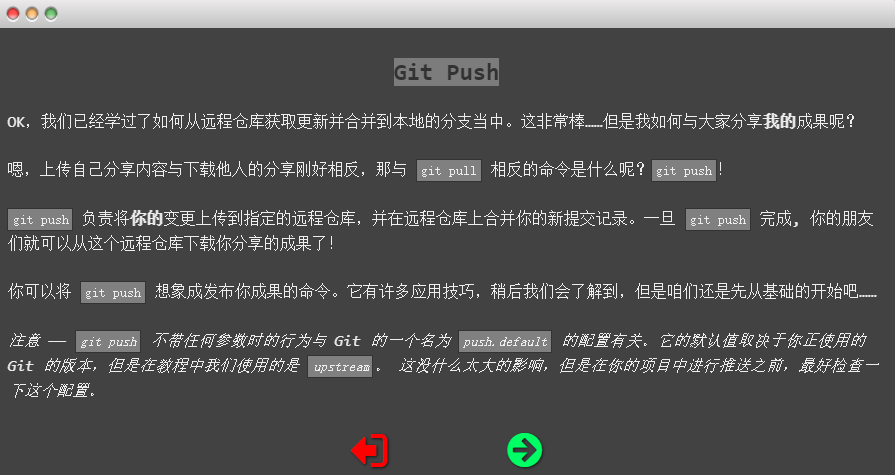 Git Push
OK，我们已经学过了如何从远程仓库获取更新并合并到本地的分支当中。这非常棒……但是我如何与大家分享我的成果呢？
嗯，上传自己分享内容与下载他人的分享刚好相反，那与 git pull 相反的命令是什么呢？git push！
git push 负责将你的变更上传到指定的远程仓库，并在远程仓库上合并你的新提交记录。一旦 git push 完成, 你的朋友
们就可以从这个远程仓库下载你分享的成果了！
你可以将 git push 想象成发布你成果的命令。它有许多应用技巧，稍后我们会了解到，但是咱们还是先从基础的开始吧……
注意 —— git push 不带任何参数时的行为与 Git 的一个名为 push.default 的配置有关。它的默认值取决于你正使用的
Git 的版本，但是在教程中我们使用的是 upstream。 这没什么太大的影响，但是在你的项目中进行推送之前，最好检查一
下这个配置。